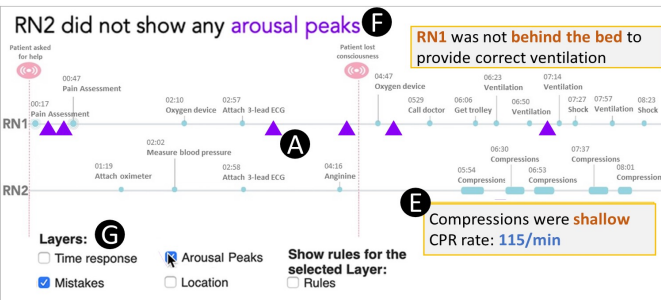 RN2 did not show any arousal peaks F
RN1 was not behind the bed to
provide correct ventilation
Patient asked
for help
Patient lost
consciousness
00:47
Pain Assessment
00:17
Pain Assessment
02:10
Oxygen device
02:57
Attach 3-lead ECG
04:47
Oxygen device
0529
Call doctor
06:06
Get trolley
06:23
Ventilation
06:50
Ventilation
07:14
Ventilation
07:27
Shock
07:57
Ventilation
08:23
Shock
RN1
A
02:02
Measure blood pressure
01:19
Attach oximeter
02:58
Attach 3-lead ECG
04:16
Anginine
05:54
Compressions
06:30
Compressions
06:53
Compressions
07:37
Compressions
08:01
Compression
RN2
E
Compressions were shallow
CPR rate: 115/min
Layers: G
Time response
Arousal Peaks
Mistakes
Location
Show rules for the
selected Layer:
Rules